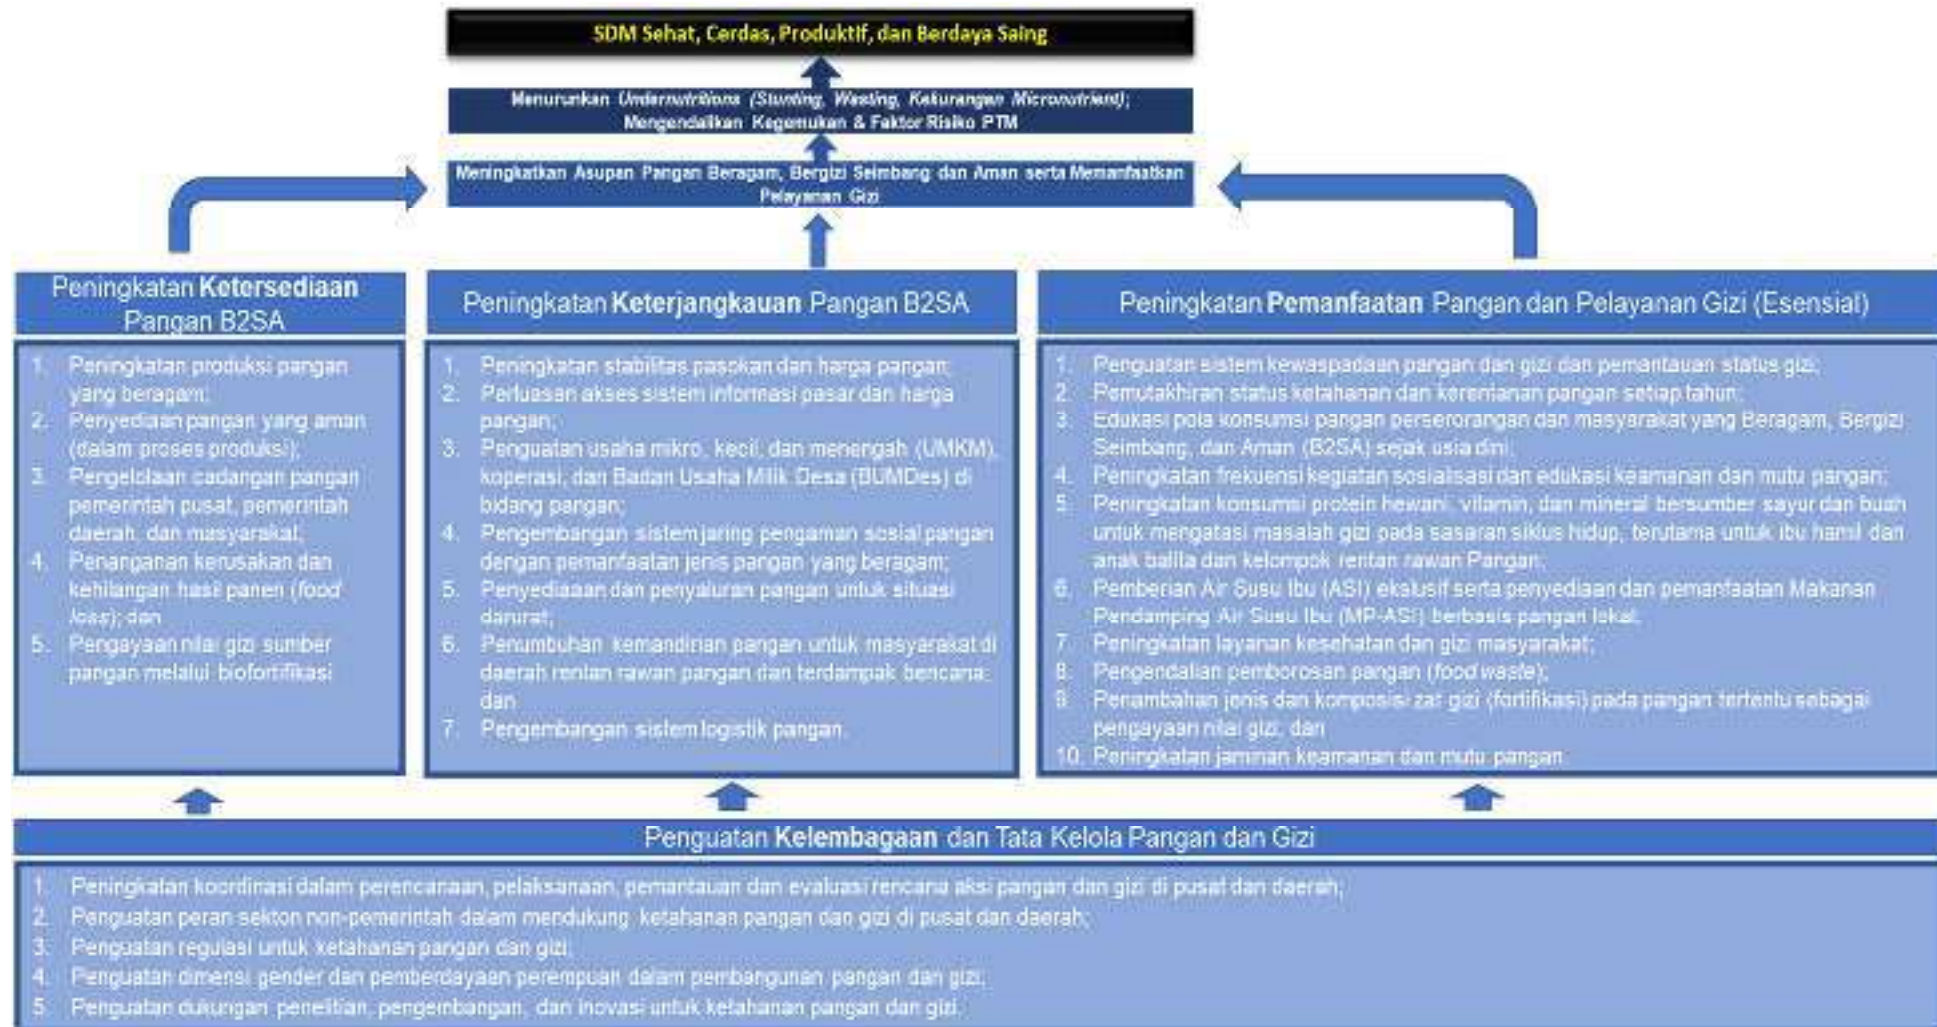 SDM Sehat, Cerdas, Produktif, dan Berdaya Saing
Menurunkan Undernutritions (Stunting, Wasting, Kekurangan Micronutrient);
Mengendalikan Kegemukan & Faktor Risiko PTM
Meningkatkan Asupan Pangan Beragam, Bergizi Seimbang dan Aman serta Memanfaatkan
Pelayanan Gizi
Peningkatan Ketersediaan
Pangan B2SA
1. Peningkatan produksi pangan
yang beragam;
2. Penyediaan pangan yang aman
(dalam proses produksi);
3. Pengelolaan cadangan pangan
pemerintah pusat, pemerintah
daerah, dan masyarakat;
4. Penanganan kerusakan dan
kehilangan hasil panen (food
loss); dan
5. Pengayaan nilai gizi sumber
pangan melalui biofortifikasi
Peningkatan Keterjangkauan Pangan B2SA
1. Peningkatan stabilitas pasokan dan harga pangan;
2. Perluasan akses sistem informasi pasar dan harga
pangan;
3. Penguatan usaha mikro, kecil, dan menengah (UMKM),
koperasi, dan Badan Usaha Milik Desa (BUMDes) di
bidang pangan;
4. Pengembangan sistem jaring pengaman sosial pangan
dengan pemanfaatan jenis pangan yang beragam;
5. Penyediaaan dan penyaluran pangan untuk situasi
darurat;
6. Penumbuhan kemandirian pangan untuk masyarakat di
daerah rentan rawan pangan dan terdampak bencana;
dan
7. Pengembangan sistem logistik pangan.
Peningkatan Pemanfaatan Pangan dan Pelayanan Gizi (Esensial)
1. Penguatan sistem kewaspadaan pangan dan gizi dan pemantauan status gizi;
2. Pemutakhiran status ketahanan dan kerentanan pangan setiap tahun;
3. Edukasi pola konsumsi pangan perserorangan dan masyarakat yang Beragam, Bergizi
Seimbang, dan Aman (B2SA) sejak usia dini;
4. Peningkatan frekuensi kegiatan sosialisasi dan edukasi keamanan dan mutu pangan;
5. Peningkatan konsumsi protein hewani, vitamin, dan mineral bersumber sayur dan buah
untuk mengatasi masalah gizi pada sasaran siklus hidup, terutama untuk ibu hamil dan
anak balita dan kelompok rentan rawan Pangan;
6. Pemberian Air Susu Ibu (ASI) ekslusif serta penyediaan dan pemanfaatan Makanan
Pendamping Air Susu Ibu (MP-ASI) berbasis pangan lokal;
7. Peningkatan layanan kesehatan dan gizi masyarakat;
8. Pengendalian pemborosan pangan (food waste);
9. Penambahan jenis dan komposisi zat gizi (fortifikasi) pada pangan tertentu sebagai
pengayaan nilai gizi; dan
10. Peningkatan jaminan keamanan dan mutu pangan.
Penguatan Kelembagaan dan Tata Kelola Pangan dan Gizi
1. Peningkatan koordinasi dalam perencanaan, pelaksanaan, pemantauan dan evaluasi rencana aksi pangan dan gizi di pusat dan daerah;
2. Penguatan peran sekton non-pemerintah dalam mendukung ketahanan pangan dan gizi di pusat dan daerah;
3. Penguatan regulasi untuk ketahanan pangan dan gizi;
4. Penguatan dimensi gender dan pemberdayaan perempuan dalam pembangunan pangan dan gizi;
5. Penguatan dukungan penelitian, pengembangan, dan inovasi untuk ketahanan pangan dan gizi.